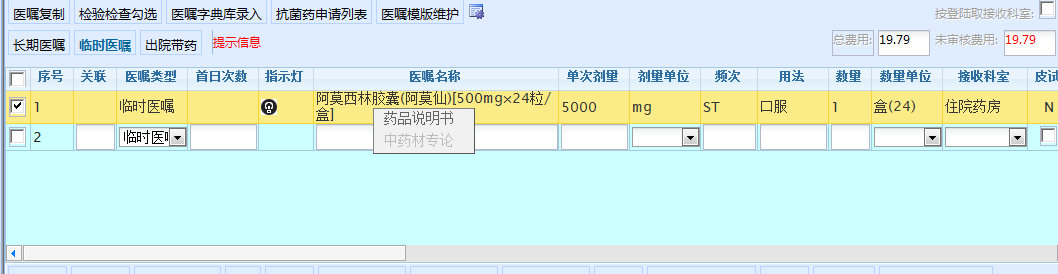 医嘱复制 检验检查勾选 医嘱字典库录入 抗菌药申请列表 医嘱模版维护 按登陆取接收科室:
长期医嘱 临时医嘱 出院带药 提示信息 总费用: 19.79 未审核费用: 19.79
序号 关联 医嘱类型 首日次数 指示灯 医嘱名称 单次剂量 剂量单位 频次 用法 数量 数量单位 接收科室 皮试
1 临时医嘱 阿莫西林胶囊(阿莫仙)[500mg×24粒/盒] 5000 mg ST 口服 1 盒(24) 住院药房 N
药品说明书
2 临时医嘱
中药材专论